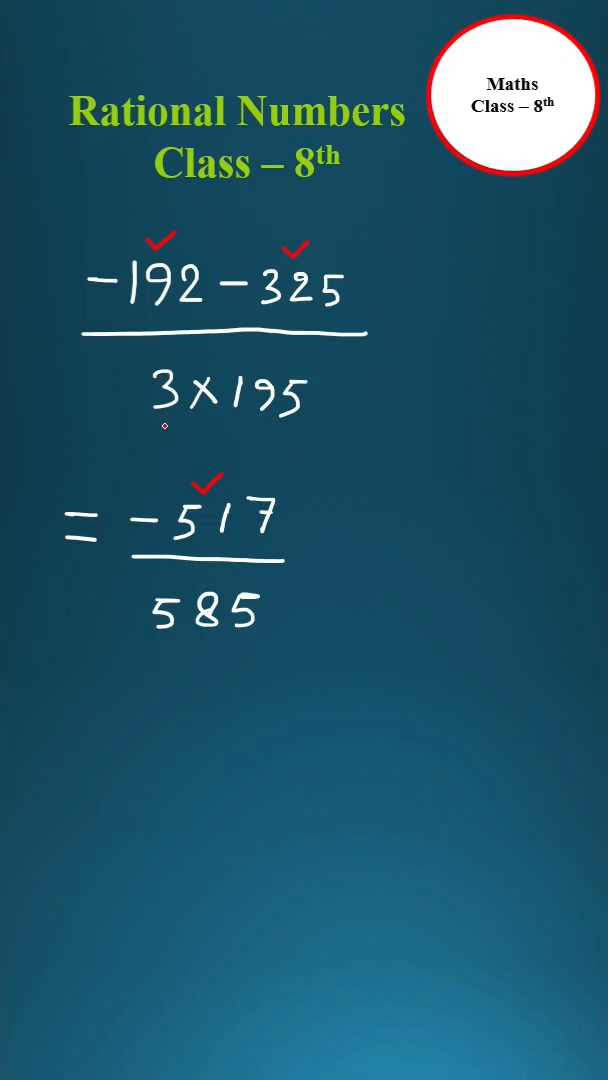 Maths
Class – 8th
Rational Numbers
Class – 8th
-192 - 325
3 × 195
= -517
585